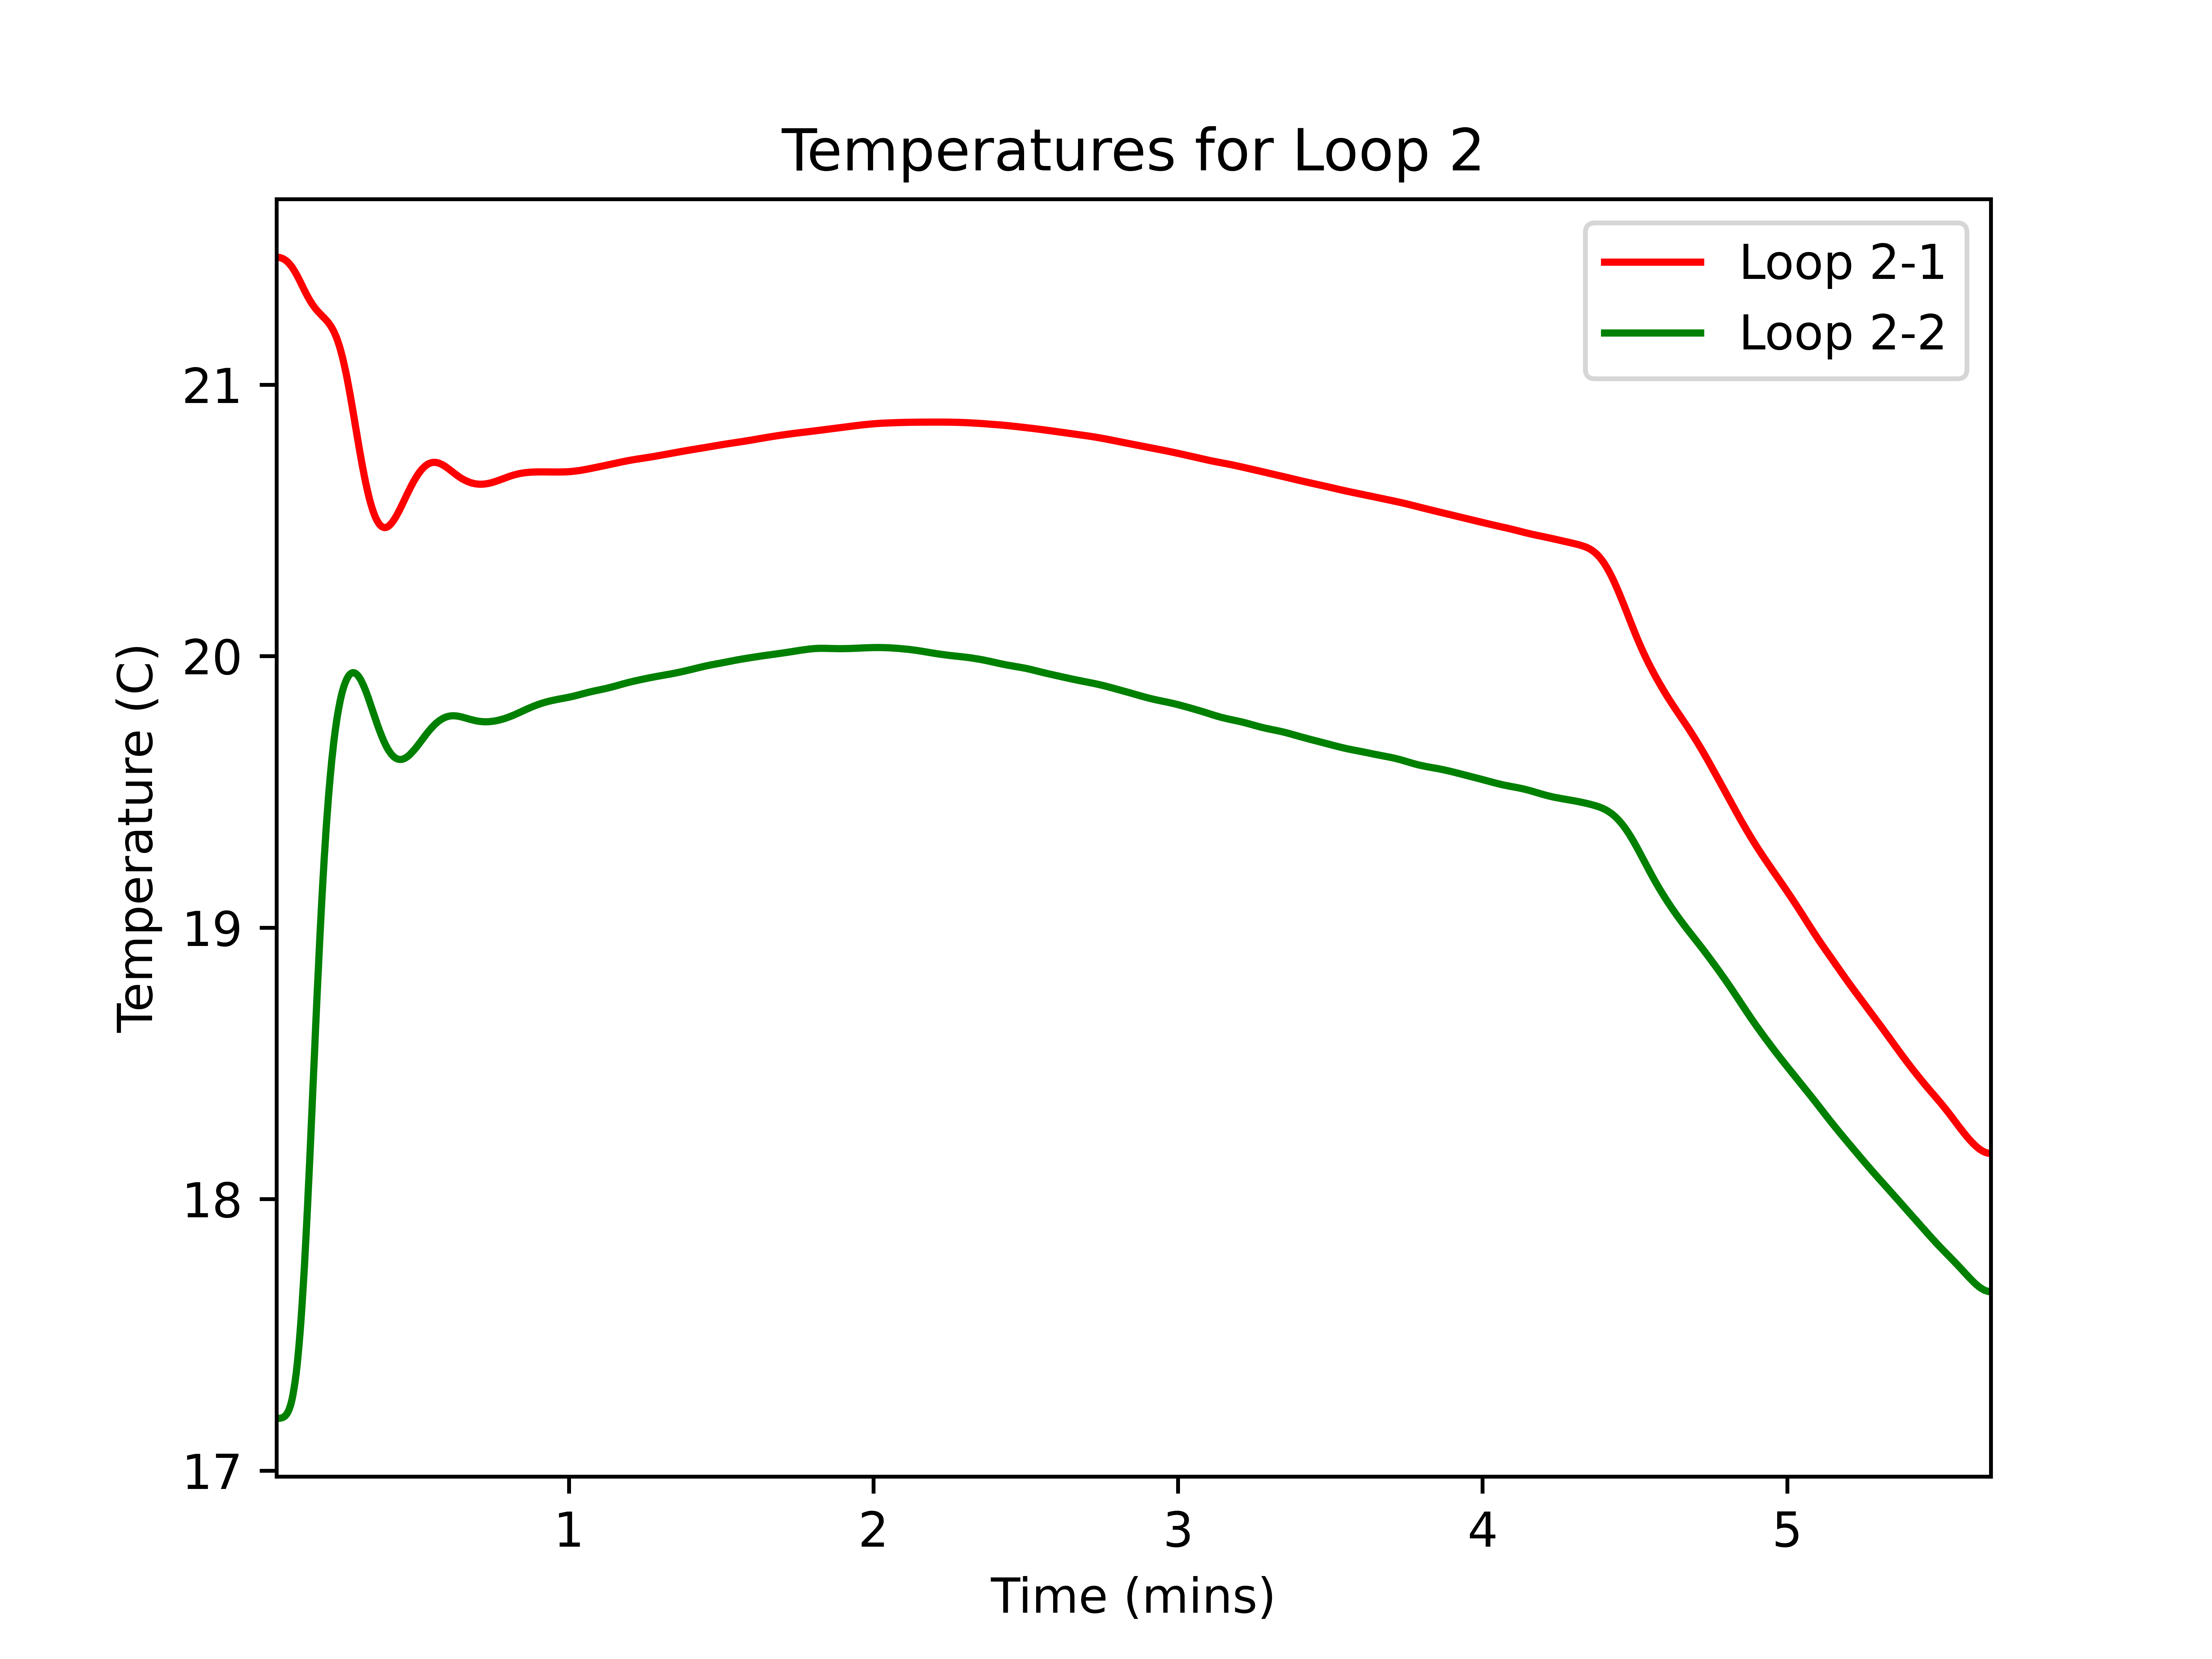 Temperatures for Loop 2
Loop 2-1
Loop 2-2
21
20
19
18
17
Temperature (C)
1 2 3 4 5
Time (mins)